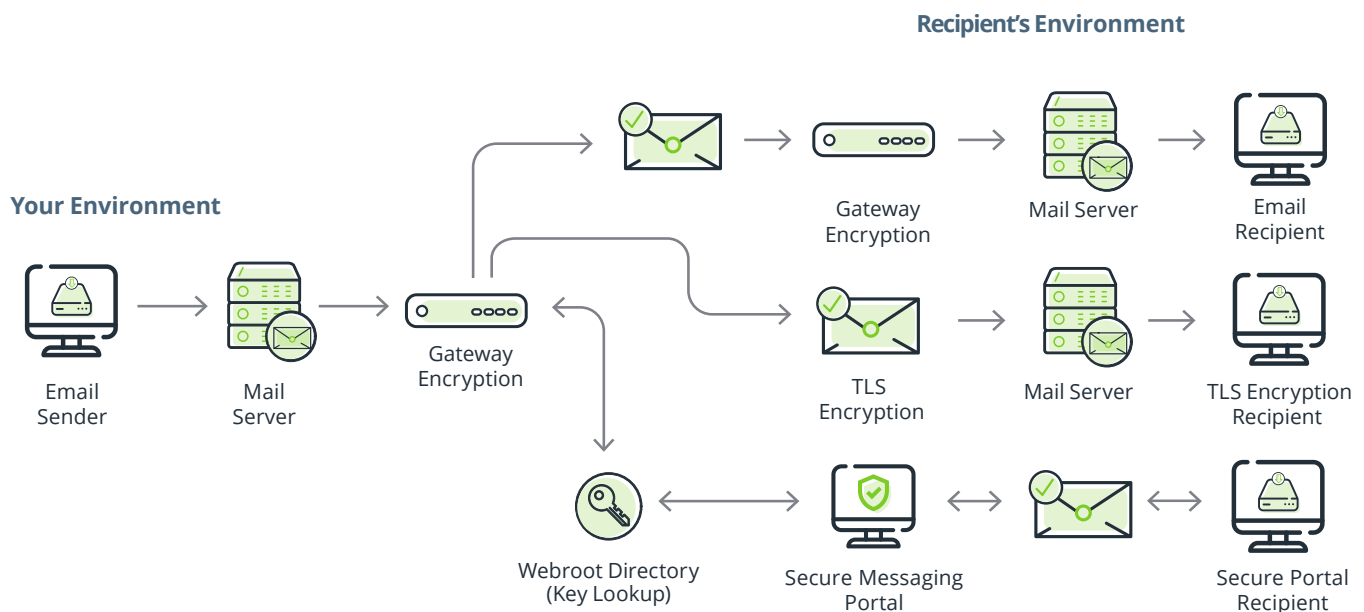 Recipient's Environment
Your Environment
Gateway
Encryption
Mail Server
Email
Recipient
Email
Sender
Mail
Server
Gateway
Encryption
TLS
Encryption
Mail Server
TLS Encryption
Recipient
Webroot Directory
(Key Lookup)
Secure Messaging
Portal
Secure Portal
Recipient